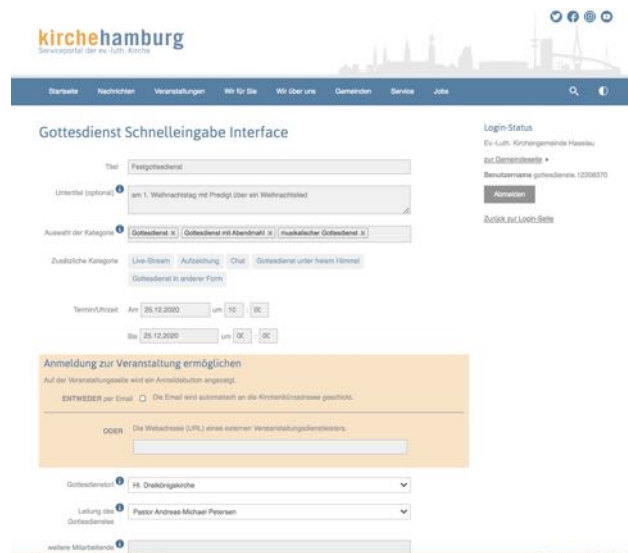 kirchehamburg
Serviceportal der ev.-luth. Kirche
Startseite Nachrichten Veranstaltungen Wir für Sie Wir über uns Gemeinden Service Jobs
Gottesdienst Schnelleingabe Interface
Login-Status
Ev.-Luth. Kirchengemeinde Haselau
zur Gemeindeseite
Benutzername gottesdienste.12208370
Abmelden
Zurück zur Login-Seite
Titel Festgottesdienst
Untertitel (optional) am 1. Weihnachtstag mit Predigt über ein Weihnachtslied
Auswahl der Kategorie Gottesdienst x Gottesdienst mit Abendmahl x musikalischer Gottesdienst x
Zusätzliche Kategorie Live-Stream Aufzeichung Chat Gottesdienst unter freiem Himmel
Gottesdienst in anderer Form
Termin/Uhrzeit Am 25.12.2020 um 10 : 00
Bis 25.12.2020 um 00 : 00
Anmeldung zur Veranstaltung ermöglichen
Auf der Veranstaltungsseite wird ein Anmeldebutton angezeigt.
ENTWEDER per Email Die Email wird automatisch an die Kirchenbüroadresse geschickt.
ODER Die Webadresse (URL) eines externen Veranstaltungsdienstleisters.
Gottesdienstort Hl. Dreikönigskirche
Leitung des Gottesdienstes Pastor Andreas-Michael Petersen
weitere Mitarbeitende